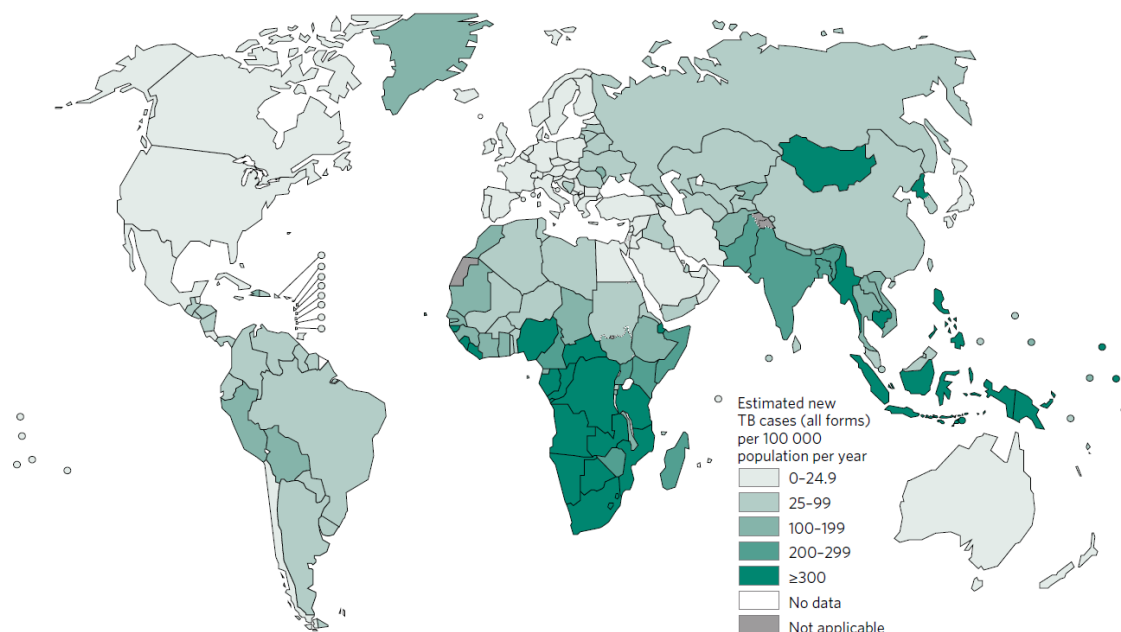 Estimated new
TB cases (all forms)
per 100 000
population per year
0–24.9
25–99
100–199
200–299
≥300
No data
Not applicable